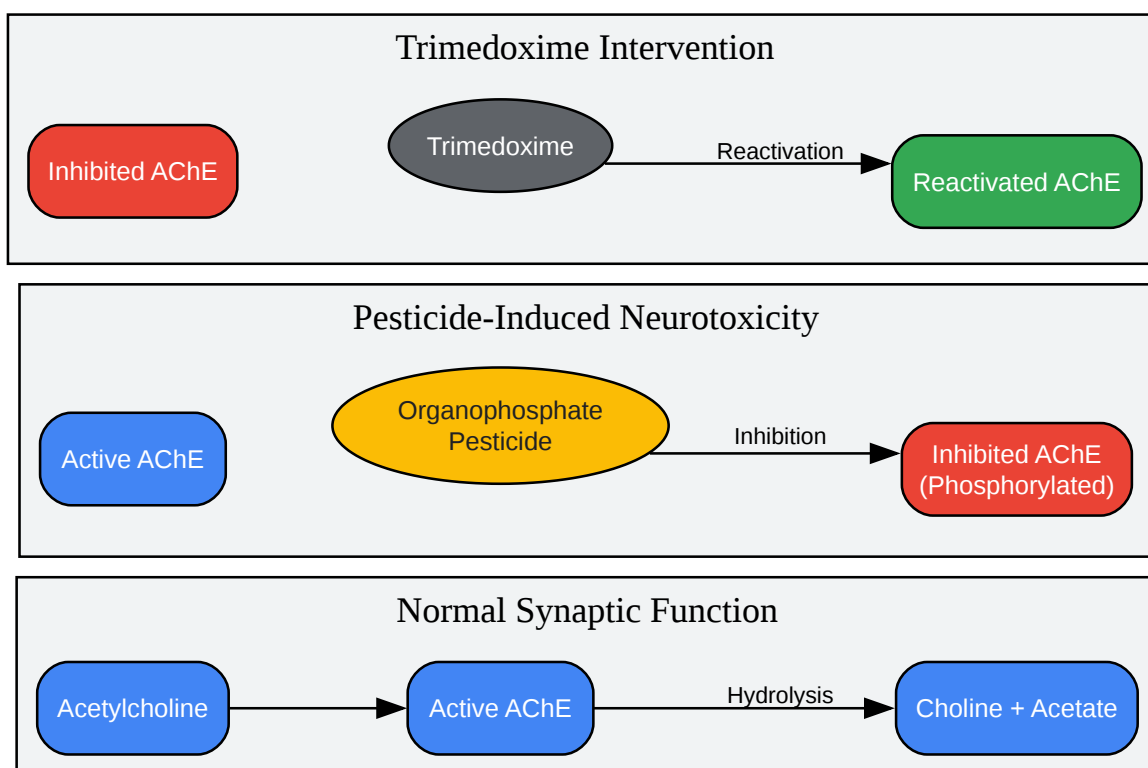 Trimedoxime Intervention
Inhibited AChE
Trimedoxime
Reactivation
Reactivated AChE
Pesticide-Induced Neurotoxicity
Active AChE
Organophosphate
Pesticide
Inhibition
Inhibited AChE
(Phosphorylated)
Normal Synaptic Function
Acetylcholine
Active AChE
Hydrolysis
Choline + Acetate